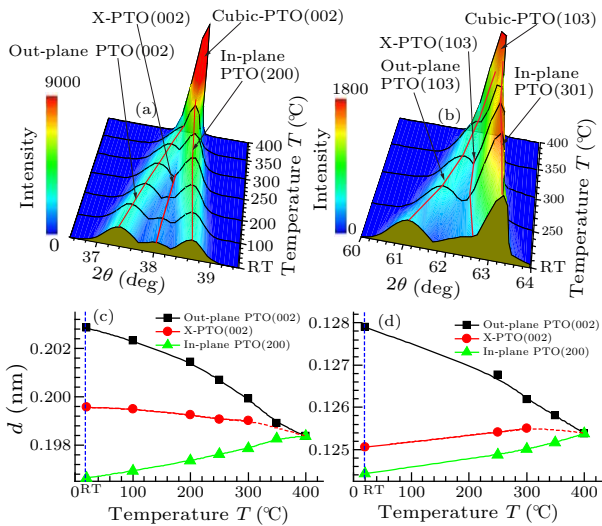 X-PTO(002)
Cubic-PTO(002)
Out-plane PTO(002)
In-plane
PTO(200)
9000
(a)
Intensity
0
400
350
300
250
200
100
RT
Temperature T (℃)
37
38
39
2θ (deg)
Cubic-PTO(103)
X-PTO(103)
Out-plane
PTO(103)
In-plane
PTO(301)
1800
(b)
Intensity
0
400
350
300
250
RT
Temperature T (℃)
60
61
62
63
64
2θ (deg)
(c)
Out-plane PTO(002)
X-PTO(002)
In-plane PTO(200)
0.202
0.200
0.198
d (nm)
0
RT
100
200
300
400
Temperature T (℃)
(d)
Out-plane PTO(002)
X-PTO(002)
In-plane PTO(200)
0.128
0.127
0.126
0.125
0
RT
100
200
300
400
Temperature T (℃)